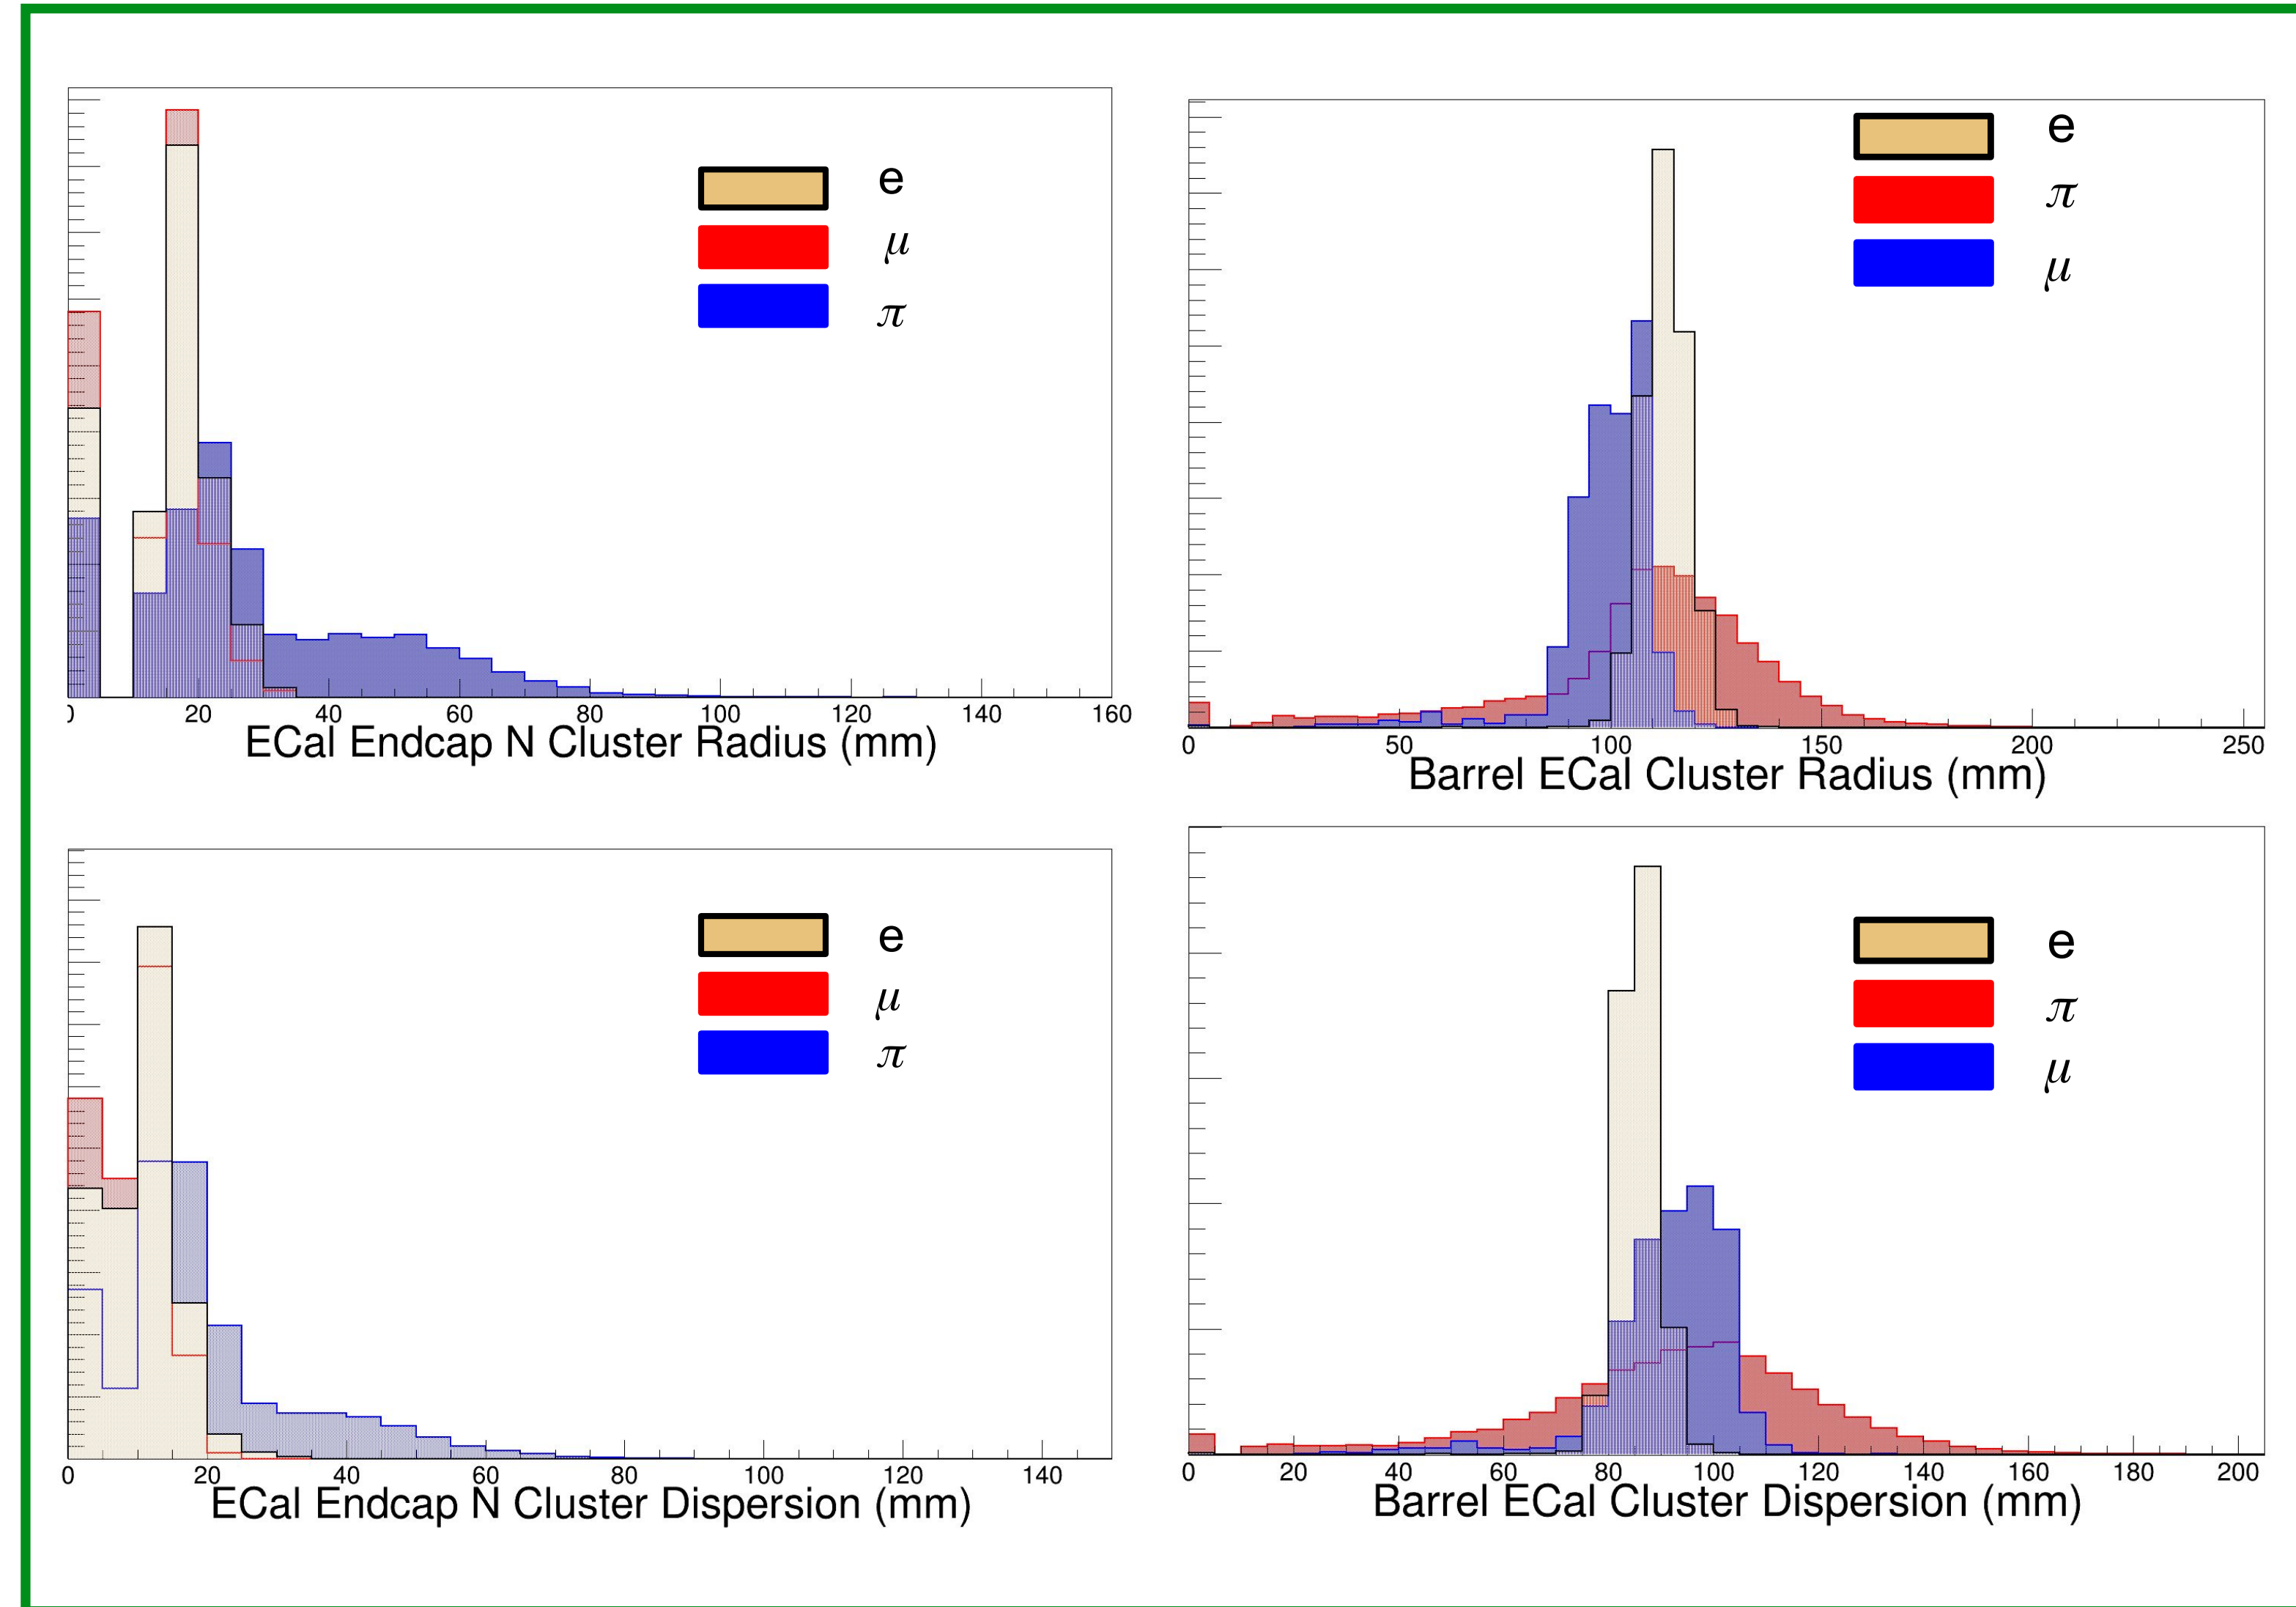 e
μ
π
) 20 40 60 80 100 120 140 160
ECal Endcap N Cluster Radius (mm)
e
π
μ
0 50 100 150 200 250
Barrel ECal Cluster Radius (mm)
e
μ
π
0 20 40 60 80 100 120 140
ECal Endcap N Cluster Dispersion (mm)
e
π
μ
0 20 40 60 80 100 120 140 160 180 200
Barrel ECal Cluster Dispersion (mm)